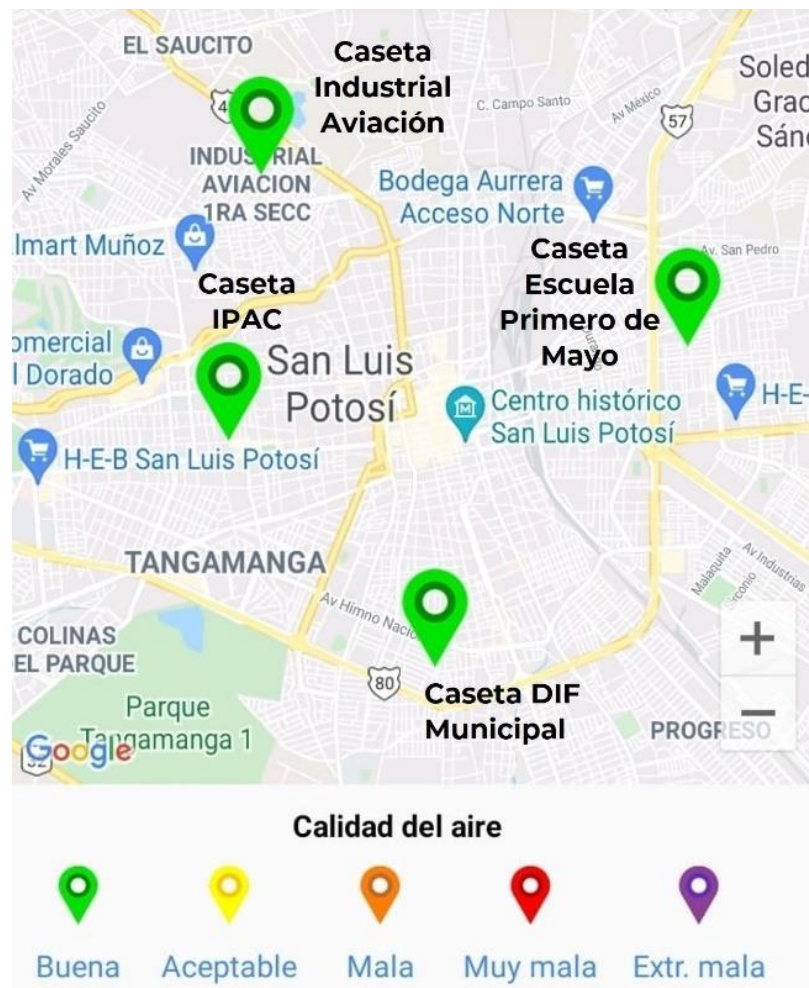 EL SAUCITO
Caseta
Industrial
Aviación
Soled
Grac
Sán
C. Campo Santo
Av México
57
Av Morales Saucito
INDUSTRIAL
AVIACION
1RA SECC
Bodega Aurrera
Acceso Norte
lmart Muñoz
Caseta
IPAC
Caseta
Escuela
Primero de
Mayo
Av. San Pedro
omercial
l Dorado
San Luis
Potosí
Centro histórico
San Luis Potosí
H-E-
H-E-B San Luis Potosí
TANGAMANGA
Av Himno Nacio
Malaquita
Av Industrias
COLINAS
EL PARQUE
80
Caseta DIF
Municipal
Parque
Tangamanga 1
Google
PROGRESO
+
−
Calidad del aire
Buena
Aceptable
Mala
Muy mala
Extr. mala